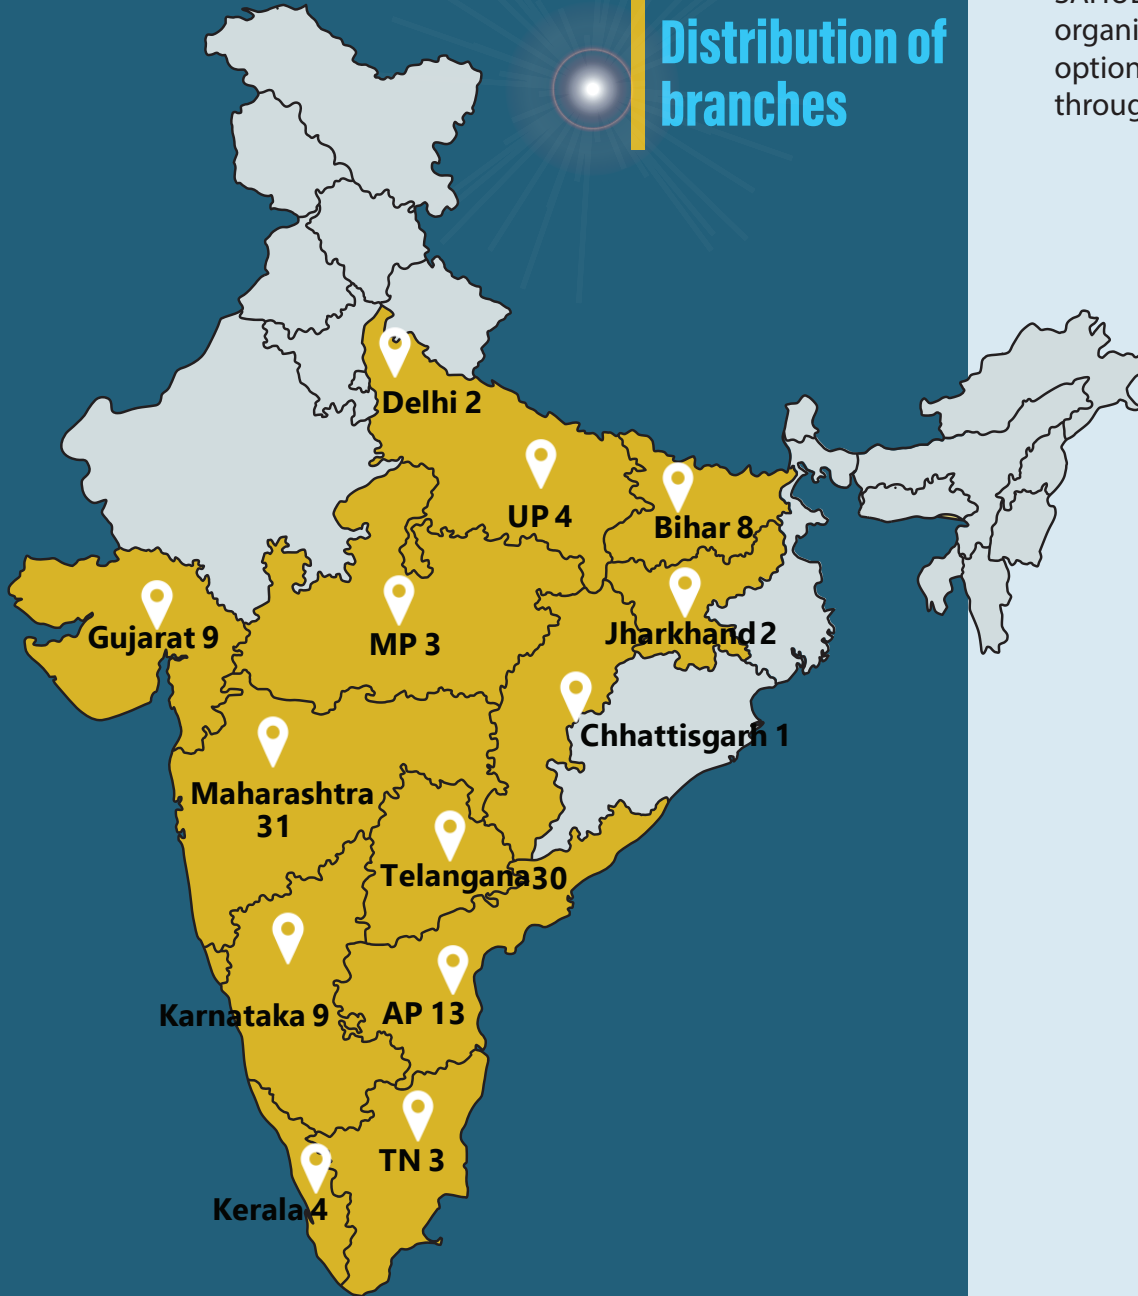 Distribution of
branches
organi
option
throug
Delhi 2
UP 4
Bihar 8
Gujarat 9
MP 3
Jharkhand 2
Chhattisgarh 1
Maharashtra
31
Telangana 30
Karnataka 9
AP 13
TN 3
Kerala 4